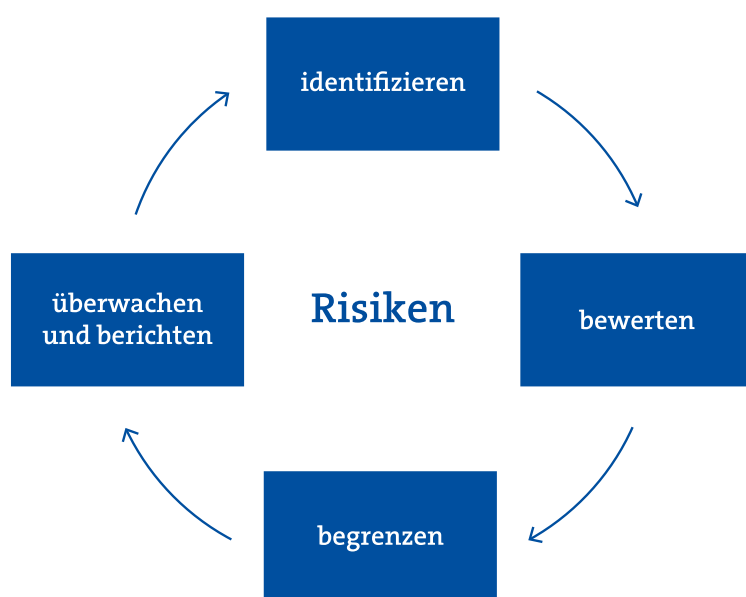 identifizieren
überwachen
und berichten
Risiken
bewerten
begrenzen